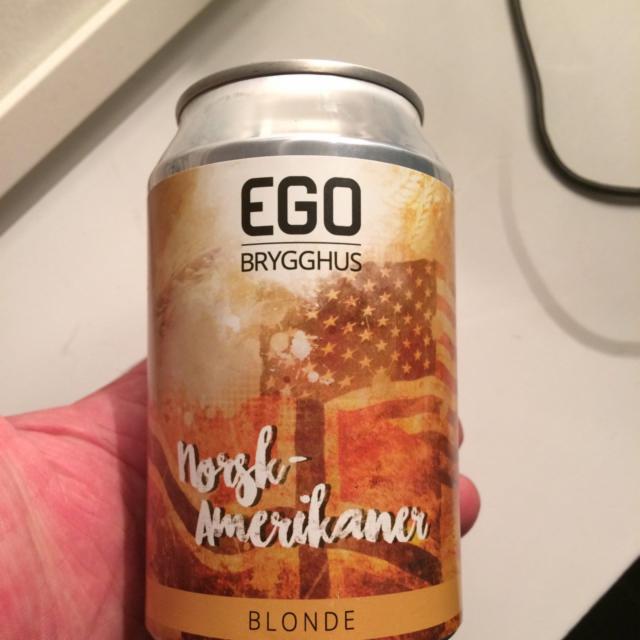 EGO
BRYGGHUS
Norsk-
Amerikaner
BLONDE